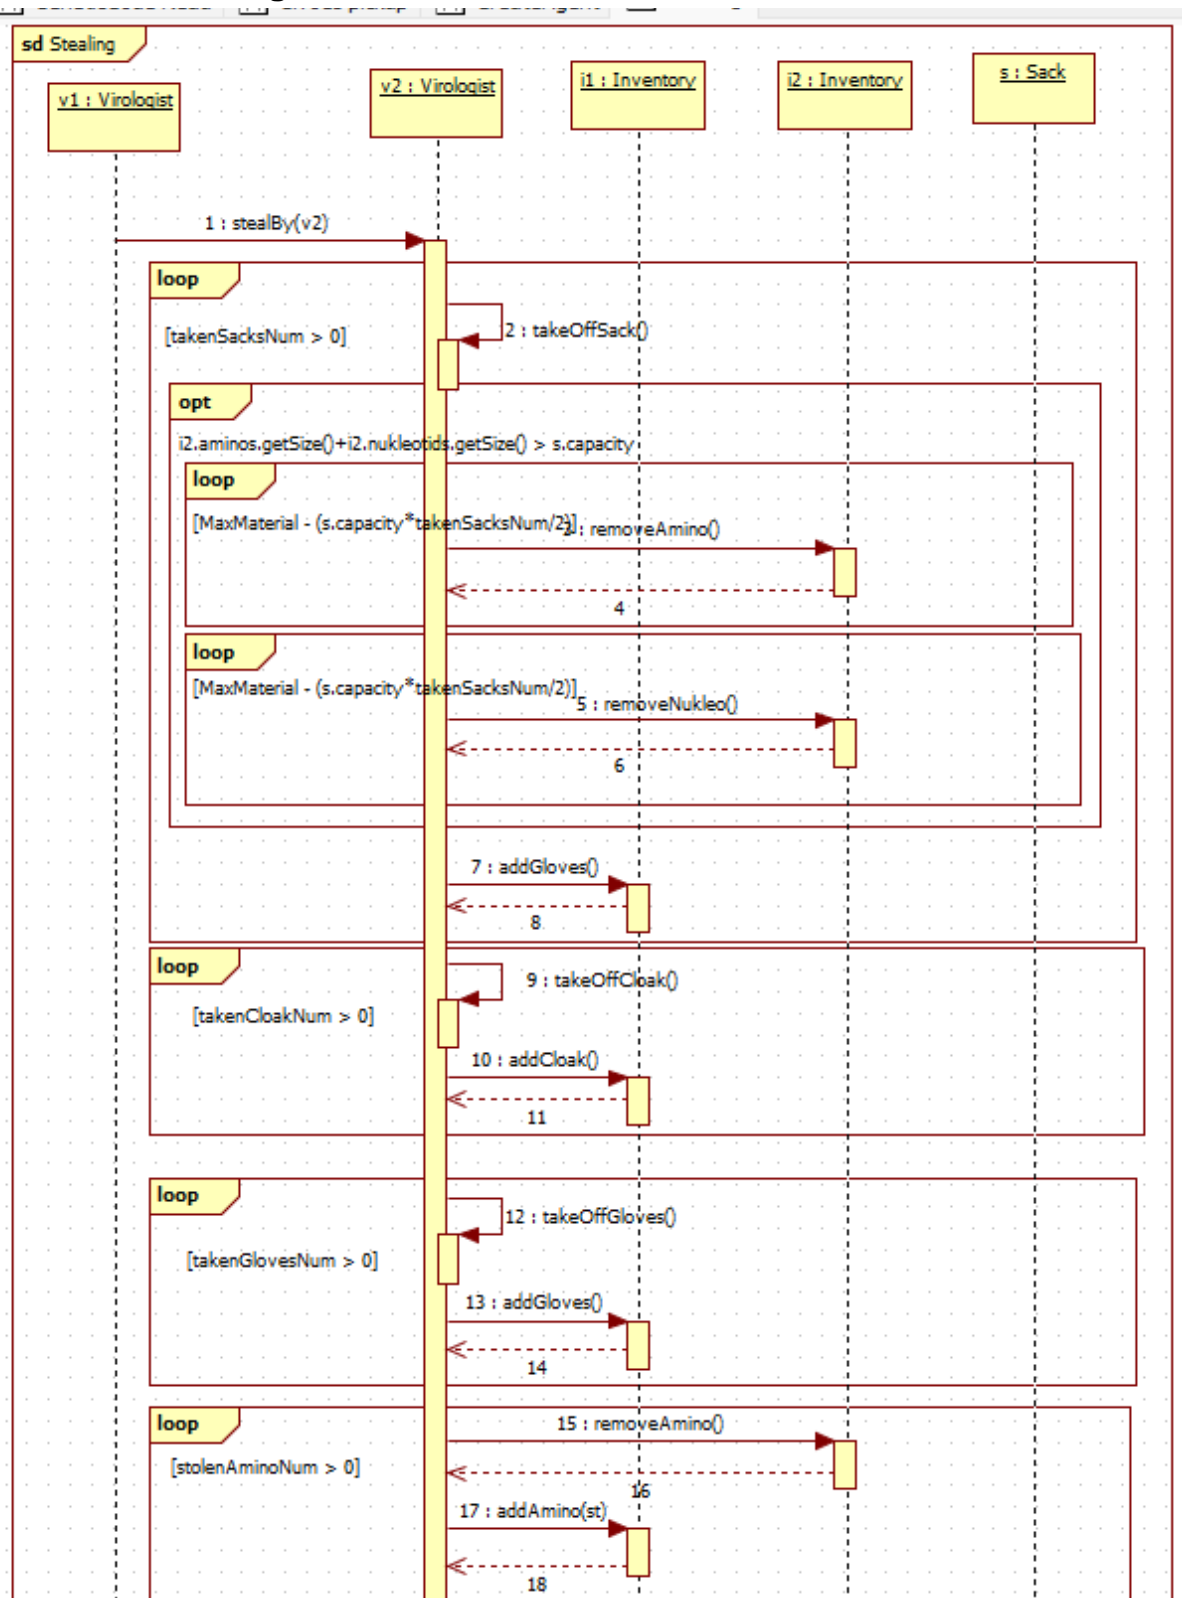 sd Stealing
v1 : Virologist
v2 : Virologist
i1 : Inventory
i2 : Inventory
s : Sack
1 : stealBy(v2)
loop
[takenSacksNum > 0]
2 : takeOffSack()
opt
i2.aminos.getSize()+i2.nukleotids.getSize() > s.capacity
loop
[MaxMaterial - (s.capacity*takenSacksNum/2)]
3 : removeAmino()
4
loop
[MaxMaterial - (s.capacity*takenSacksNum/2)]
5 : removeNukleo()
6
7 : addGloves()
8
loop
9 : takeOffCloak()
[takenCloakNum > 0]
10 : addCloak()
11
loop
12 : takeOffGloves()
[takenGlovesNum > 0]
13 : addGloves()
14
loop
15 : removeAmino()
[stolenAminoNum > 0]
16
17 : addAmino(st)
18